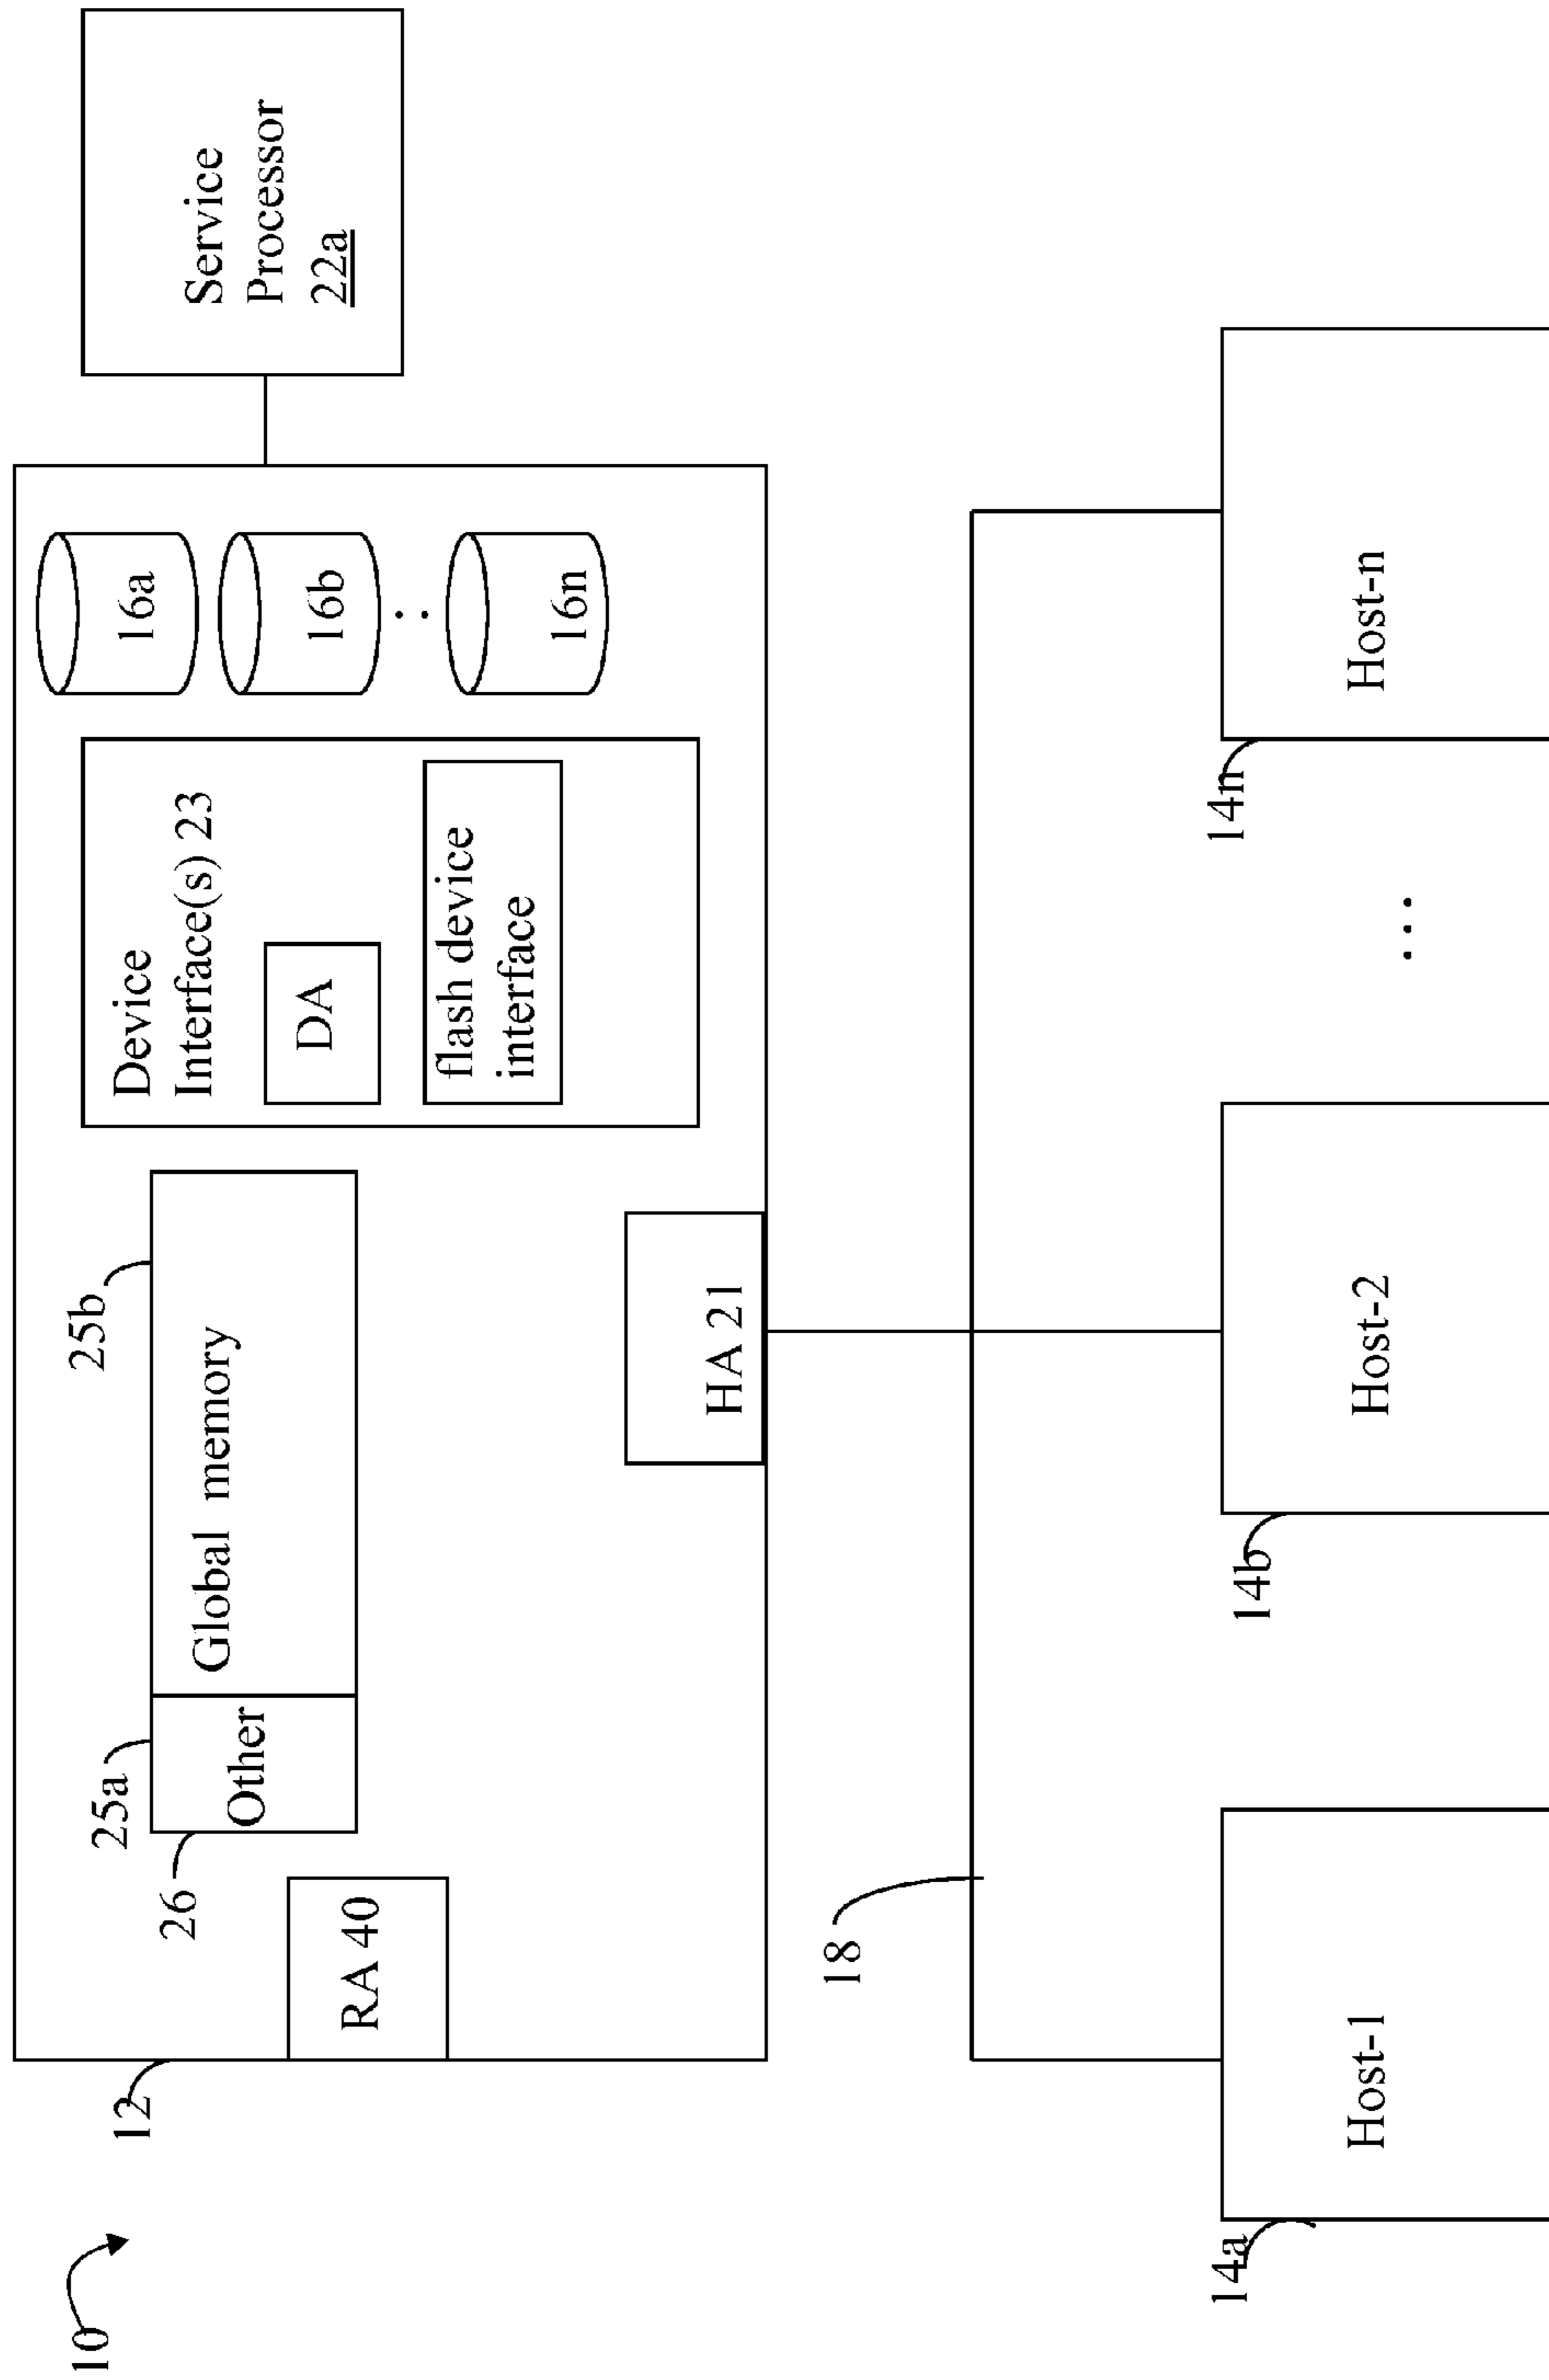 10
12
RA 40
26
25a
Other
25b
Global memory
HA 21
Device
Interface(s) 23
DA
flash device
interface
16a
16b
:
16n
Service
Processor
22a
18
14a
Host-1
14b
Host-2
...
14n
Host-n